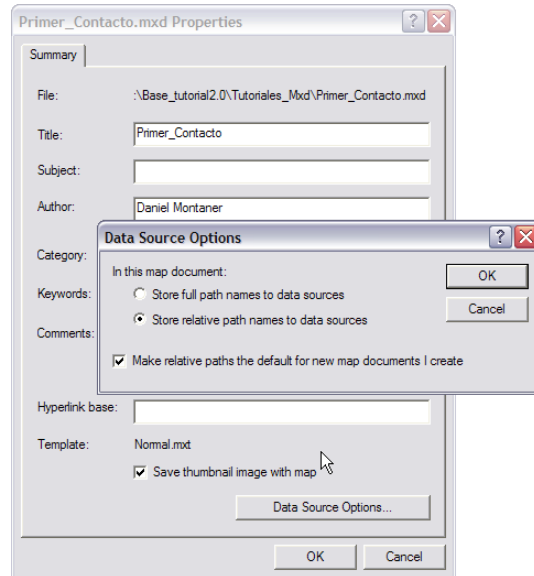 Primer_Contacto.mxd Properties
Summary
File: :\Base_tutorial2.0\Tutoriales_Mxd\Primer_Contacto.mxd
Title: Primer_Contacto
Subject:
Author: Daniel Montaner
Data Source Options
Category:
In this map document:
OK
Keywords:
Store full path names to data sources
Cancel
Store relative path names to data sources
Comments:
Make relative paths the default for new map documents I create
Hyperlink base:
Template: Normal.mxt
Save thumbnail image with map
Data Source Options...
OK Cancel